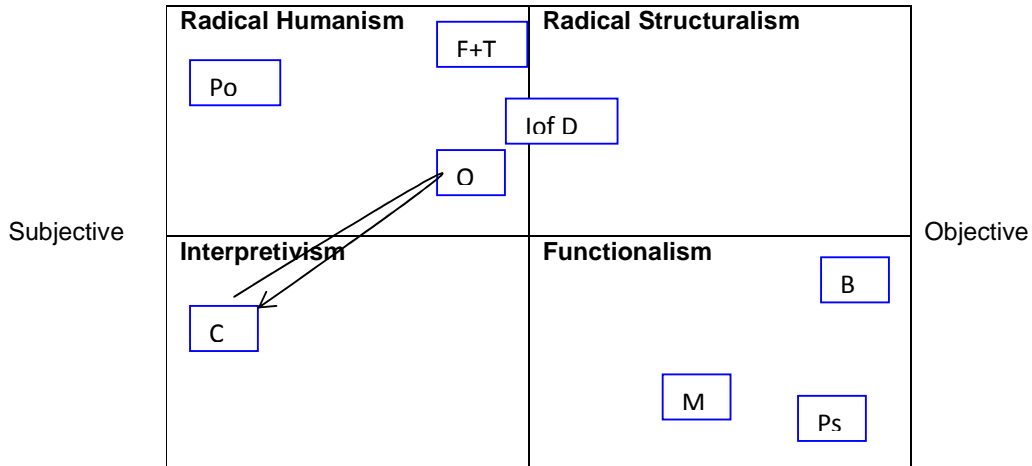 Radical Humanism
Radical Structuralism
F+T
Po
Iof D
O
Subjective
Objective
Interpretivism
Functionalism
B
C
M
Ps